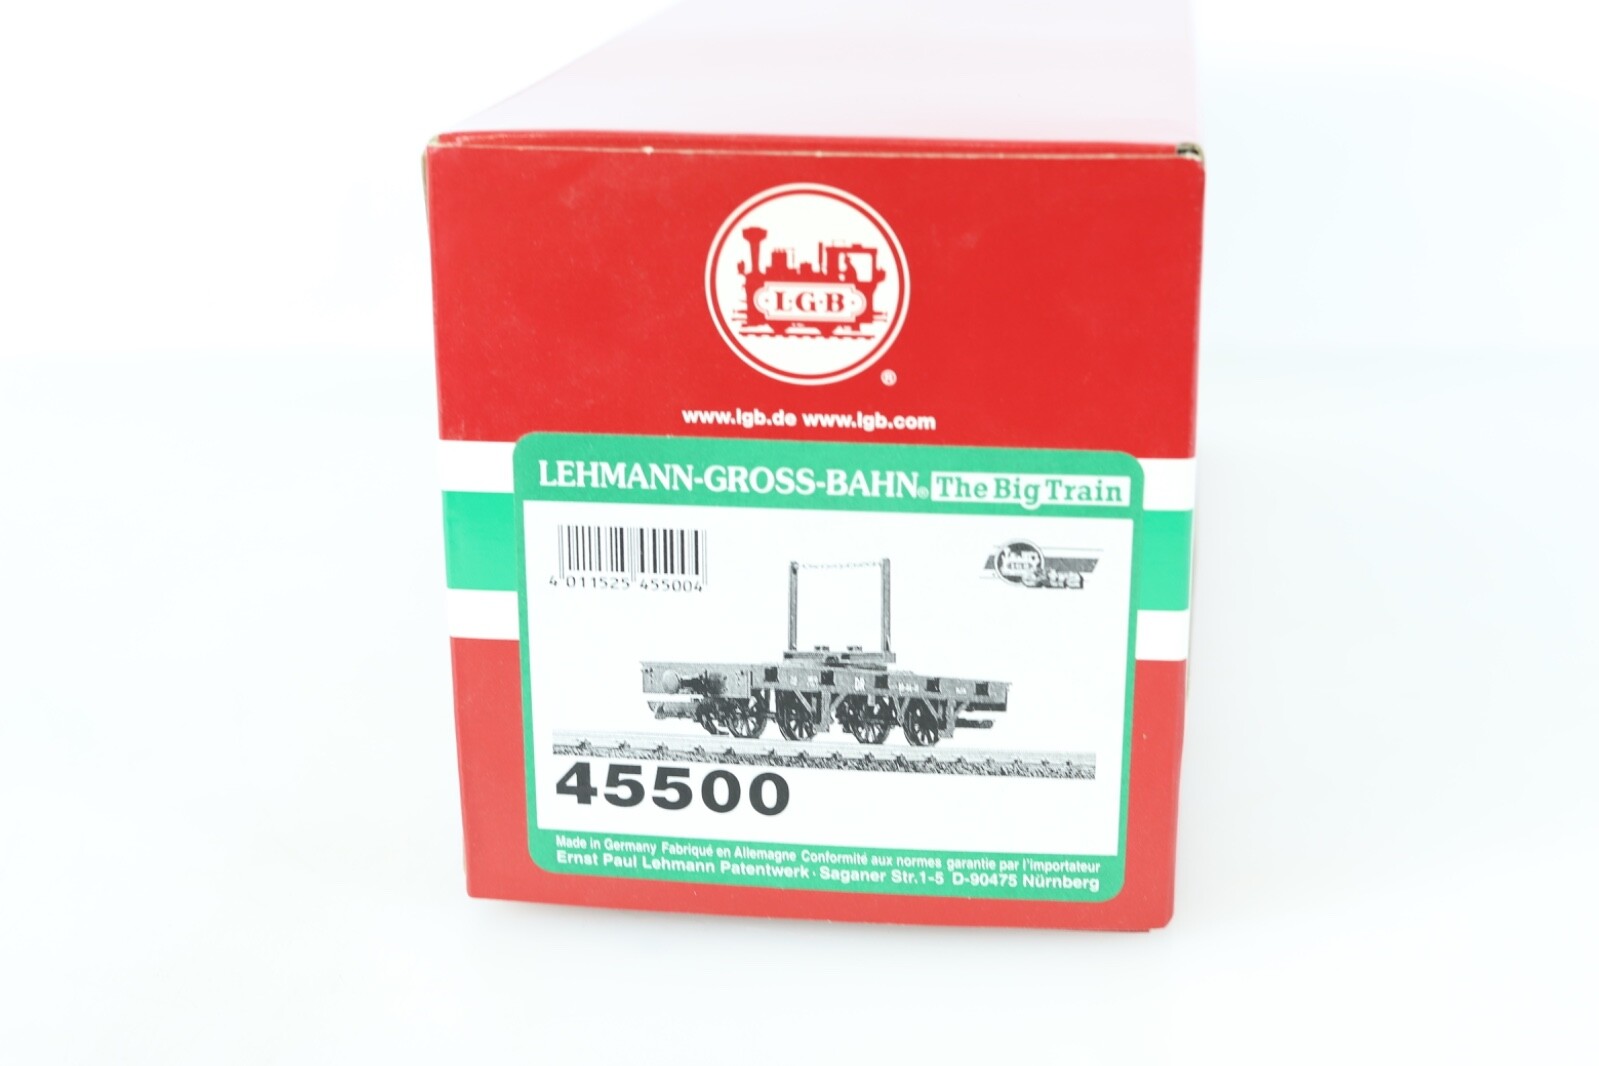 L·G·B
®
www.lgb.de www.lgb.com
LEHMANN-GROSS-BAHN® The Big Train
4 011525 455004
LGB
extra
DR
45500
Made in Germany Fabriqué en Allemagne Conformité aux normes garantie par l'importateur
Ernst Paul Lehmann Patentwerk · Saganer Str.1-5 D-90475 Nürnberg